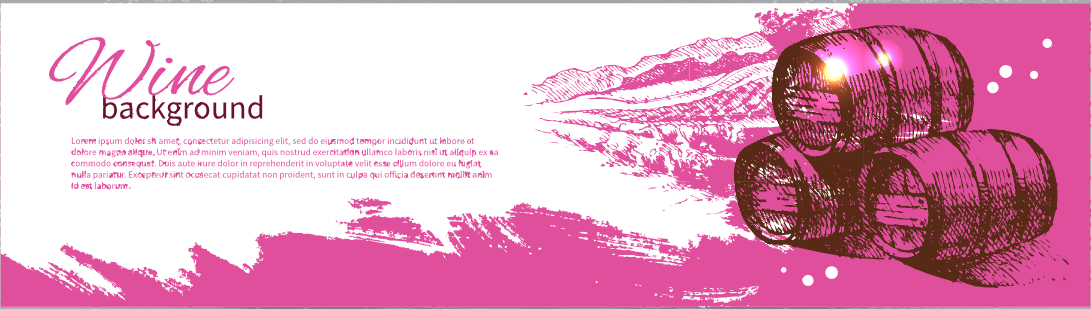 Wine
background
Lorem ipsum dolor sit amet, consectetur adipisicing elit, sed do eiusmod tempor incididunt ut labore et
dolore magna aliqua. Ut enim ad minim veniam, quis nostrud exercitation ullamco laboris nisi ut aliquip ex ea
commodo consequat. Duis aute irure dolor in reprehenderit in voluptate velit esse cillum dolore eu fugiat
nulla pariatur. Excepteur sint occaecat cupidatat non proident, sunt in culpa qui officia deserunt mollit anim
id est laborum.